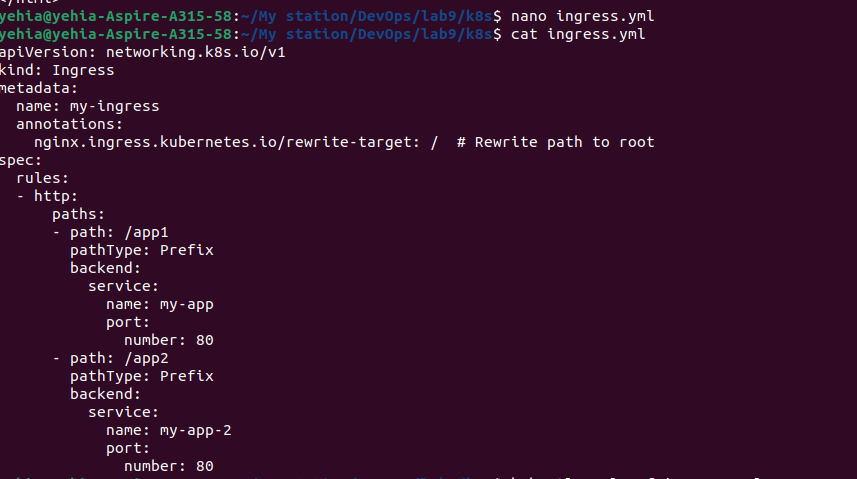 yehia@yehia-Aspire-A315-58:~/My station/DevOps/lab9/k8s$ nano ingress.yml
yehia@yehia-Aspire-A315-58:~/My station/DevOps/lab9/k8s$ cat ingress.yml
apiVersion: networking.k8s.io/v1
kind: Ingress
metadata:
  name: my-ingress
  annotations:
    nginx.ingress.kubernetes.io/rewrite-target: /  # Rewrite path to root
spec:
  rules:
  - http:
      paths:
      - path: /app1
        pathType: Prefix
        backend:
          service:
            name: my-app
            port:
              number: 80
      - path: /app2
        pathType: Prefix
        backend:
          service:
            name: my-app-2
            port:
              number: 80